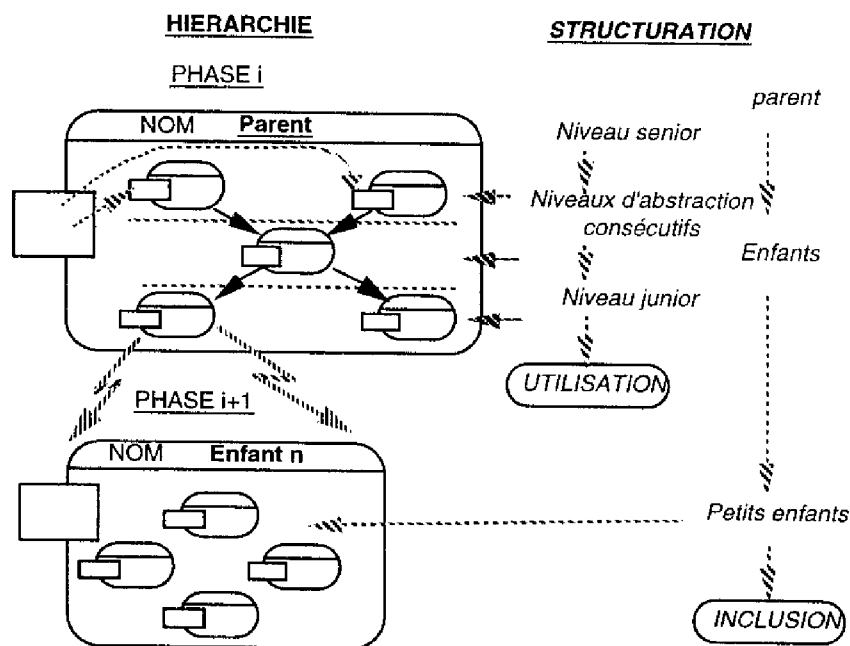 HIERARCHIE
STRUCTURATION
PHASE i
NOM Parent
parent
Niveau senior
Niveaux d'abstraction
consécutifs
Enfants
Niveau junior
UTILISATION
PHASE i+1
NOM Enfant n
Petits enfants
INCLUSION